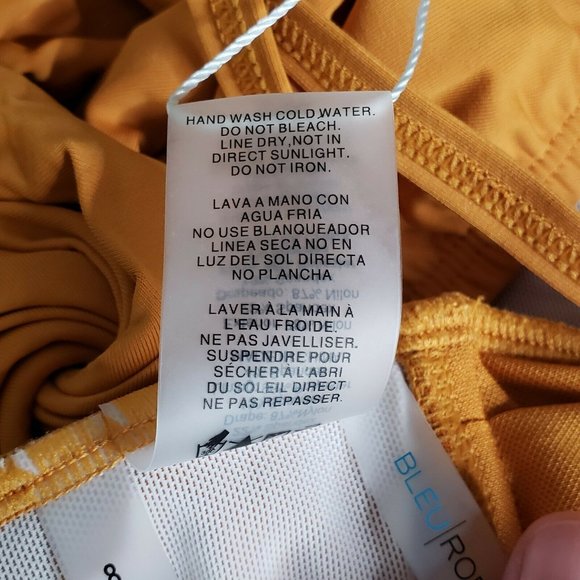 HAND WASH COLD WATER.
DO NOT BLEACH.
LINE DRY,NOT IN
DIRECT SUNLIGHT.
DO NOT IRON.
LAVA A MANO CON
AGUA FRIA
NO USE BLANQUEADOR
LINEA SECA NO EN
LUZ DEL SOL DIRECTA
NO PLANCHA
LAVER À LA MAIN À
L'EAU FROIDE
NE PAS JAVELLISER.
SUSPENDRE POUR
SÉCHER À L'ABRI
DU SOLEIL DIRECT
NE PAS REPASSER.
BLEU|RO
8